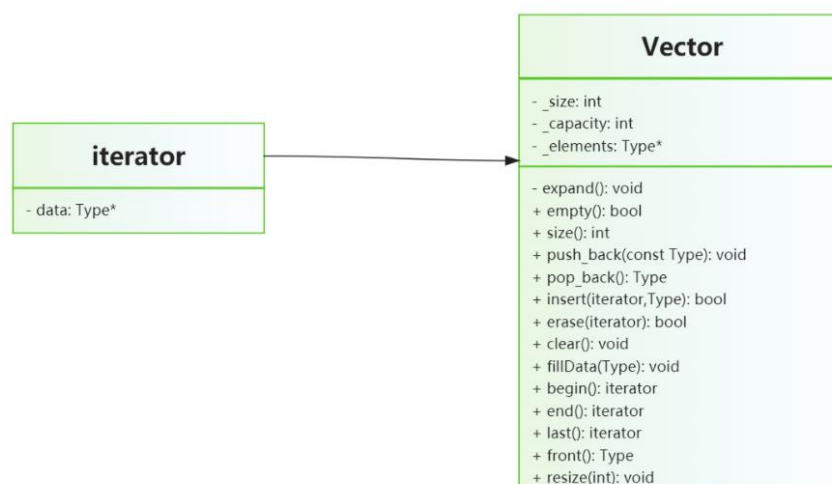 iterator
- data: Type*
Vector
- _size: int
- _capacity: int
- _elements: Type*
- expand(): void
+ empty(): bool
+ size(): int
+ push_back(const Type): void
+ pop_back(): Type
+ insert(iterator,Type): bool
+ erase(iterator): bool
+ clear(): void
+ fillData(Type): void
+ begin(): iterator
+ end(): iterator
+ last(): iterator
+ front(): Type
+ resize(int): void